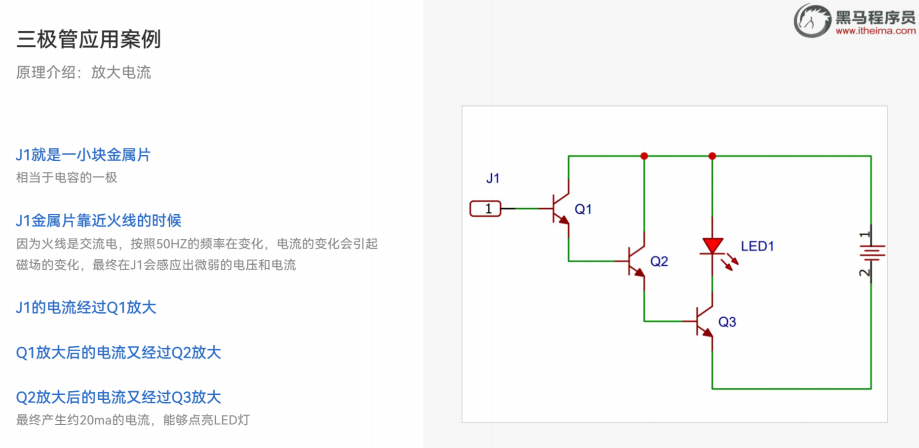 三极管应用案例
原理介绍：放大电流
J1就是一小块金属片
相当于电容的一极
J1金属片靠近火线的时候
因为火线是交流电，按照50HZ的频率在变化，电流的变化会引起
磁场的变化，最终在J1会感应出微弱的电压和电流
J1的电流经过Q1放大
Q1放大后的电流又经过Q2放大
Q2放大后的电流又经过Q3放大
最终产生约20ma的电流，能够点亮LED灯
黑马程序员
www.itheima.com
J1
1
Q1
Q2
LED1
Q3
1
2